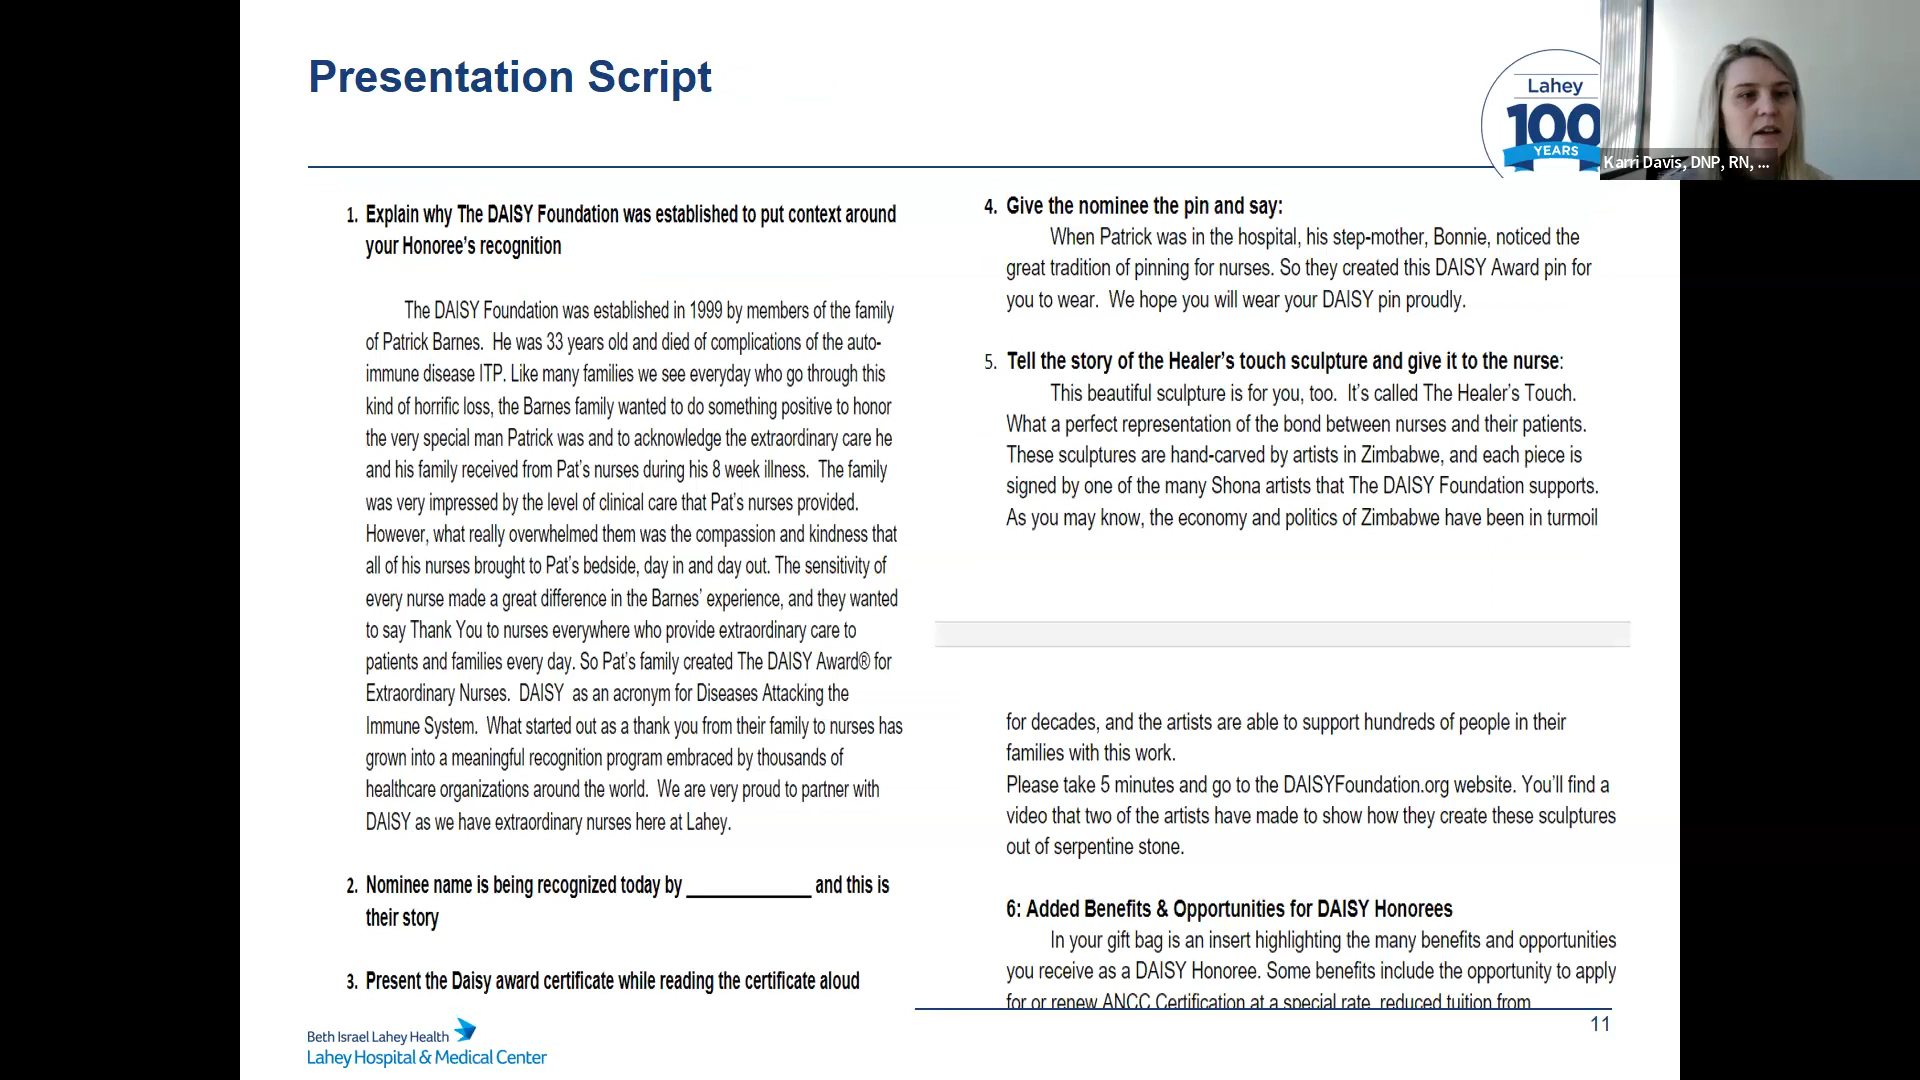 Presentation Script
Lahey
100
YEARS
Karri Davis, DNP, RN, ...
1. Explain why The DAISY Foundation was established to put context around
your Honoree's recognition
The DAISY Foundation was established in 1999 by members of the family
of Patrick Barnes.  He was 33 years old and died of complications of the auto-
immune disease ITP. Like many families we see everyday who go through this
kind of horrific loss, the Barnes family wanted to do something positive to honor
the very special man Patrick was and to acknowledge the extraordinary care he
and his family received from Pat's nurses during his 8 week illness.  The family
was very impressed by the level of clinical care that Pat's nurses provided.
However, what really overwhelmed them was the compassion and kindness that
all of his nurses brought to Pat's bedside, day in and day out. The sensitivity of
every nurse made a great difference in the Barnes' experience, and they wanted
to say Thank You to nurses everywhere who provide extraordinary care to
patients and families every day. So Pat's family created The DAISY Award® for
Extraordinary Nurses.  DAISY  as an acronym for Diseases Attacking the
Immune System.  What started out as a thank you from their family to nurses has
grown into a meaningful recognition program embraced by thousands of
healthcare organizations around the world.  We are very proud to partner with
DAISY as we have extraordinary nurses here at Lahey.
2. Nominee name is being recognized today by ______________ and this is
their story
3. Present the Daisy award certificate while reading the certificate aloud
4. Give the nominee the pin and say:
When Patrick was in the hospital, his step-mother, Bonnie, noticed the
great tradition of pinning for nurses. So they created this DAISY Award pin for
you to wear.  We hope you will wear your DAISY pin proudly.
5. Tell the story of the Healer's touch sculpture and give it to the nurse:
This beautiful sculpture is for you, too.  It's called The Healer's Touch.
What a perfect representation of the bond between nurses and their patients.
These sculptures are hand-carved by artists in Zimbabwe, and each piece is
signed by one of the many Shona artists that The DAISY Foundation supports.
As you may know, the economy and politics of Zimbabwe have been in turmoil
for decades, and the artists are able to support hundreds of people in their
families with this work.
Please take 5 minutes and go to the DAISYFoundation.org website. You'll find a
video that two of the artists have made to show how they create these sculptures
out of serpentine stone.
6: Added Benefits & Opportunities for DAISY Honorees
In your gift bag is an insert highlighting the many benefits and opportunities
you receive as a DAISY Honoree. Some benefits include the opportunity to apply
for or renew ANCC Certification at a special rate, reduced tuition from
Beth Israel Lahey Health
Lahey Hospital & Medical Center
11